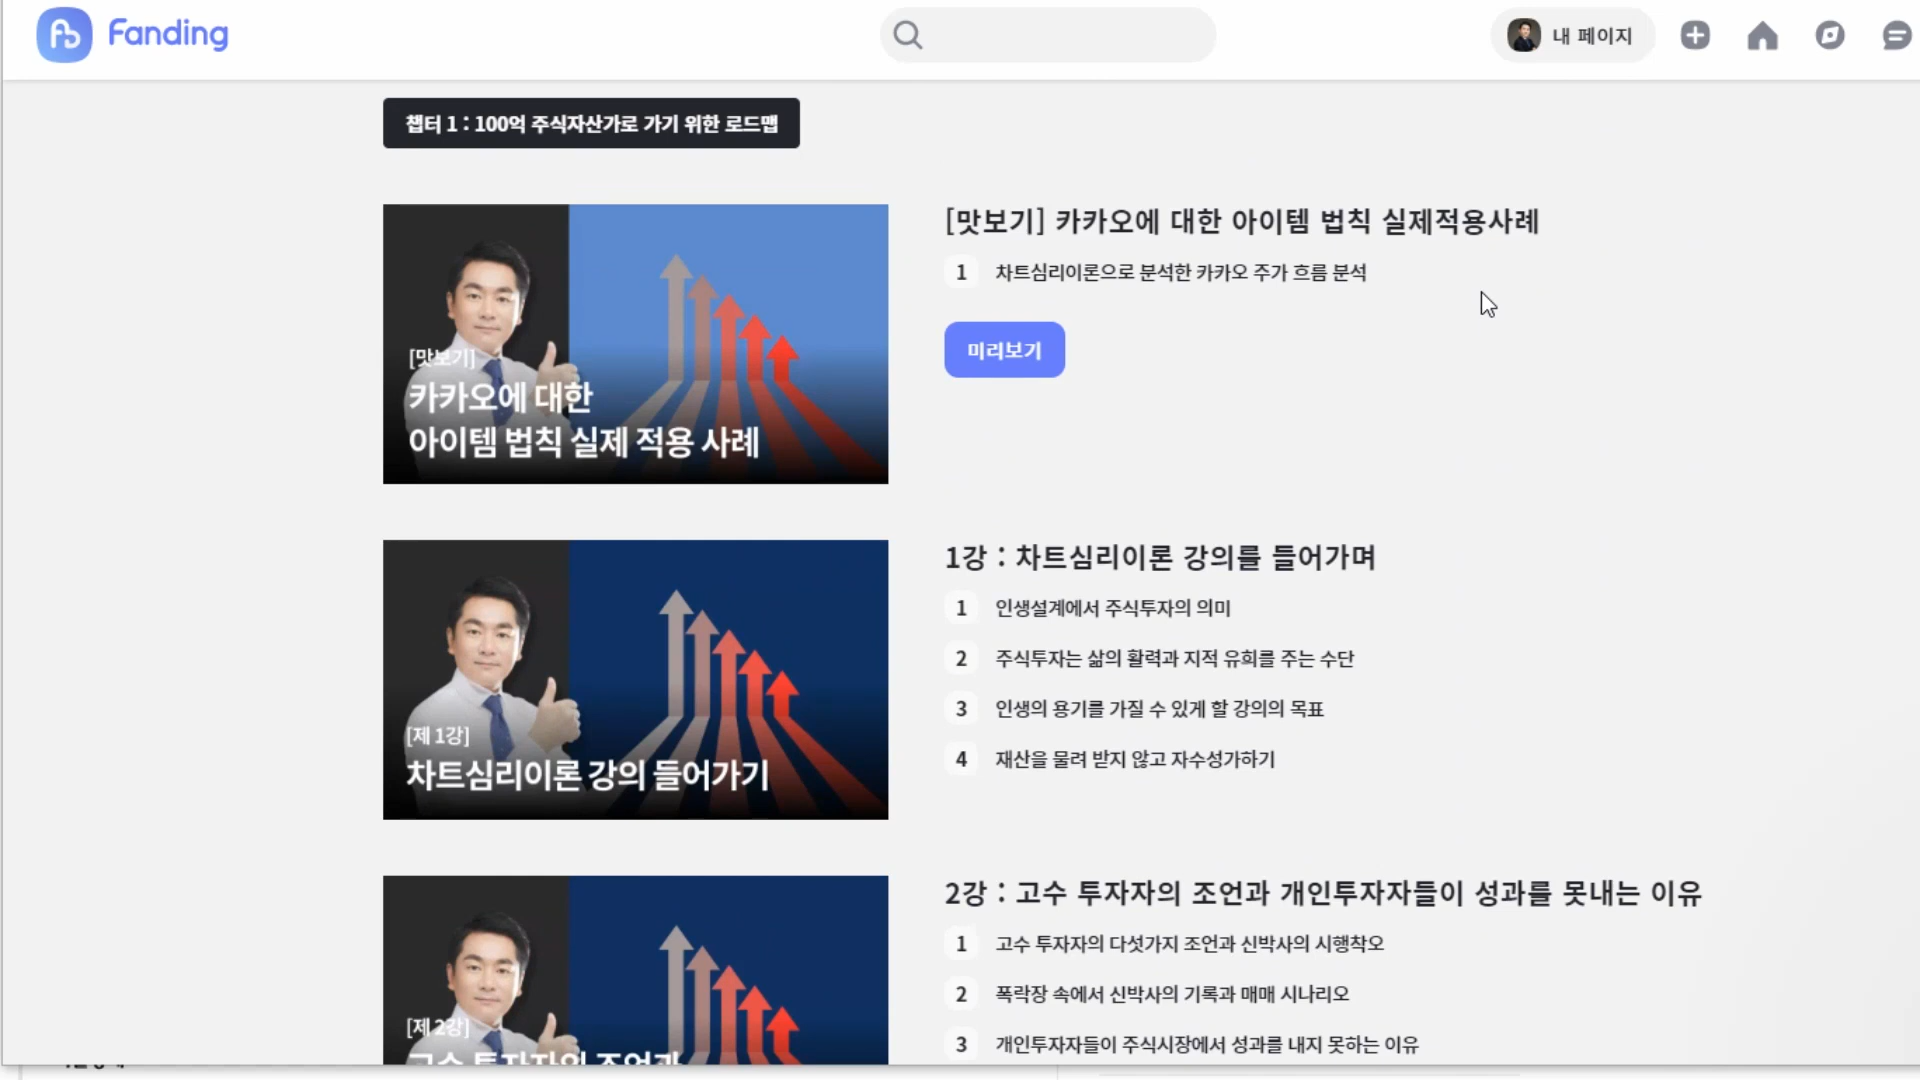 Fanding
내 페이지
챕터 1 : 100억 주식자산가로 가기 위한 로드맵
[맛보기]
카카오에 대한
아이템 법칙 실제 적용 사례
[맛보기] 카카오에 대한 아이템 법칙 실제적용사례
1 차트심리이론으로 분석한 카카오 주가 흐름 분석
미리보기
[제 1강]
차트심리이론 강의 들어가기
1강 : 차트심리이론 강의를 들어가며
1 인생설계에서 주식투자의 의미
2 주식투자는 삶의 활력과 지적 유희를 주는 수단
3 인생의 용기를 가질 수 있게 할 강의의 목표
4 재산을 물려 받지 않고 자수성가하기
[제 2강]
고수 투자자의 조언과
2강 : 고수 투자자의 조언과 개인투자자들이 성과를 못내는 이유
1 고수 투자자의 다섯가지 조언과 신박사의 시행착오
2 폭락장 속에서 신박사의 기록과 매매 시나리오
3 개인투자자들이 주식시장에서 성과를 내지 못하는 이유